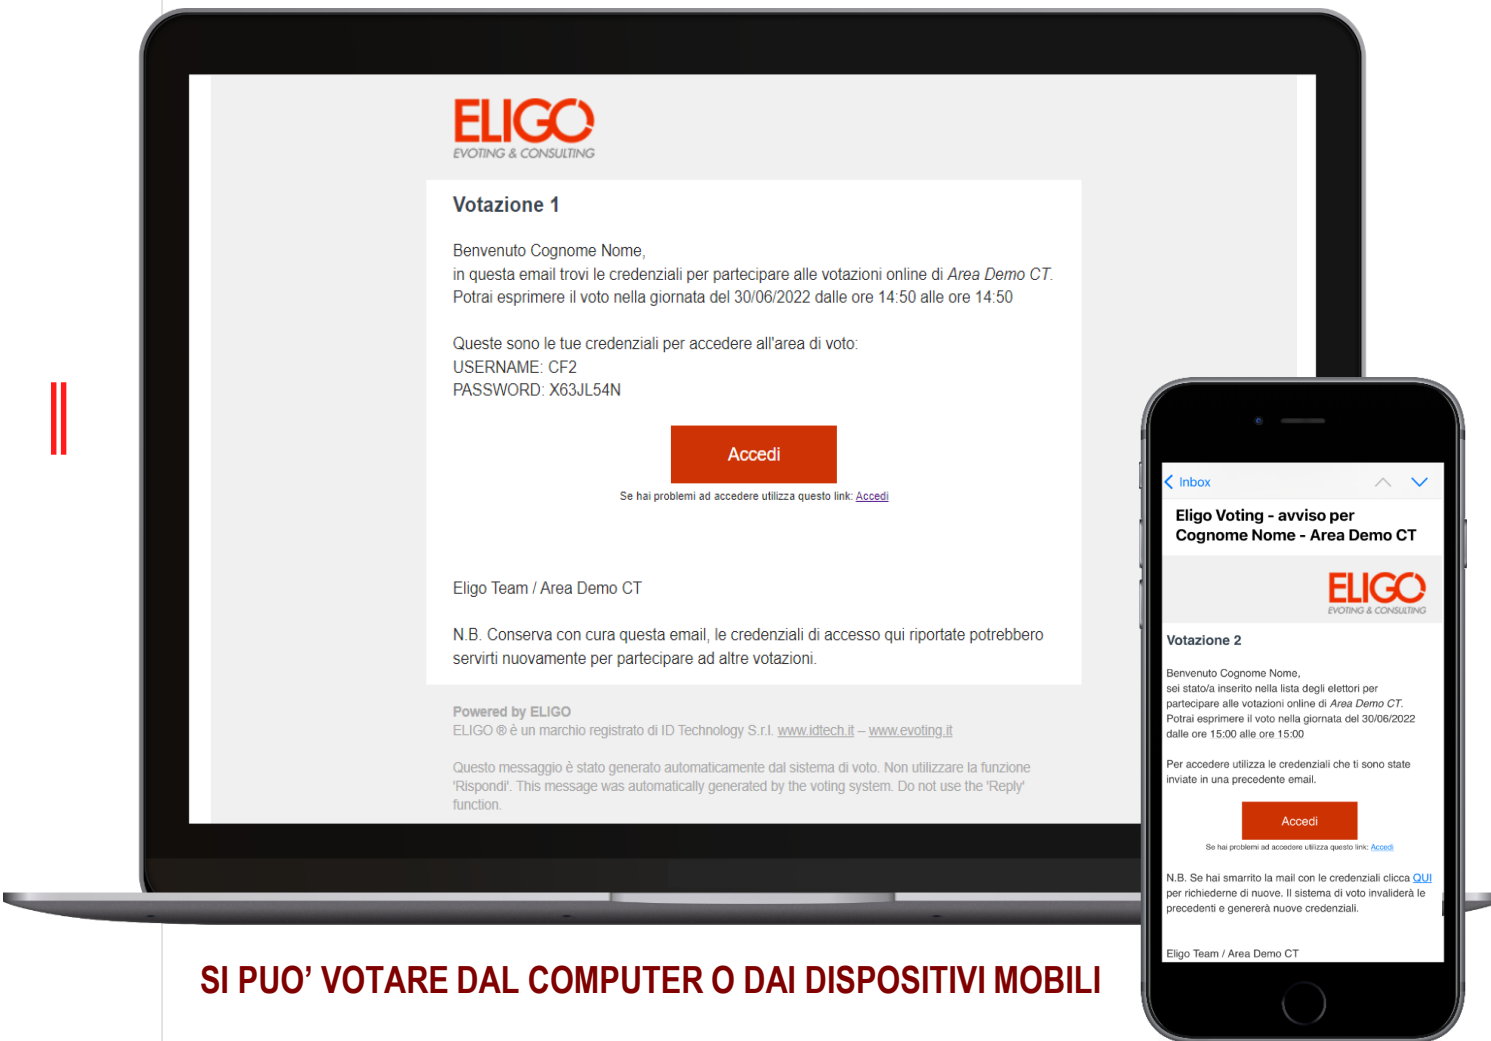 ELIGO
EVOTING & CONSULTING
Votazione 1
Benvenuto Cognome Nome,
in questa email trovi le credenziali per partecipare alle votazioni online di Area Demo CT.
Potrai esprimere il voto nella giornata del 30/06/2022 dalle ore 14:50 alle ore 14:50
Queste sono le tue credenziali per accedere all'area di voto:
USERNAME: CF2
PASSWORD: X63JL54N
Accedi
Se hai problemi ad accedere utilizza questo link: Accedi
Eligo Team / Area Demo CT
N.B. Conserva con cura questa email, le credenziali di accesso qui riportate potrebbero
servirti nuovamente per partecipare ad altre votazioni.
Powered by ELIGO
ELIGO ® è un marchio registrato di ID Technology S.r.l. www.idtech.it – www.evoting.it
Questo messaggio è stato generato automaticamente dal sistema di voto. Non utilizzare la funzione
'Rispondi'. This message was automatically generated by the voting system. Do not use the 'Reply'
function.
Inbox
Eligo Voting - avviso per
Cognome Nome - Area Demo CT
ELIGO
EVOTING & CONSULTING
Votazione 2
Benvenuto Cognome Nome,
sei stato/a inserito nella lista degli elettori per
partecipare alle votazioni online di Area Demo CT.
Potrai esprimere il voto nella giornata del 30/06/2022
dalle ore 15:00 alle ore 15:00
Per accedere utilizza le credenziali che ti sono state
inviate in una precedente email.
Accedi
Se hai problemi ad accedere utilizza questo link: Accedi
N.B. Se hai smarrito la mail con le credenziali clicca QUI
per richiederne di nuove. Il sistema di voto invaliderà le
precedenti e genererà nuove credenziali.
Eligo Team / Area Demo CT
SI PUO’ VOTARE DAL COMPUTER O DAI DISPOSITIVI MOBILI